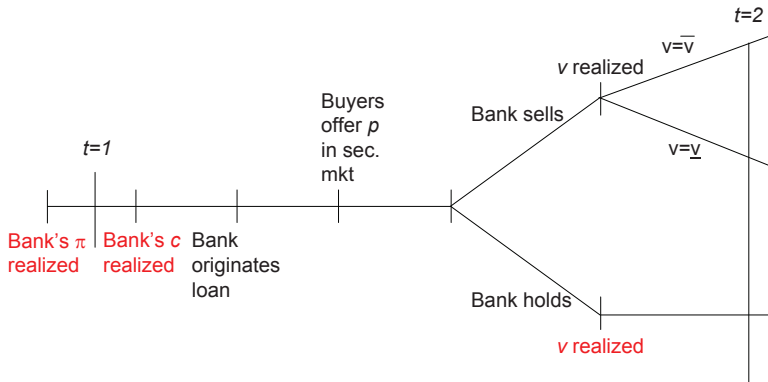 t=2
v=v̅
v realized
Buyers
offer p
in sec.
mkt
Bank sells
t=1
v=v̲
Bank's π
realized
Bank's c
realized
Bank
originates
loan
Bank holds
v realized